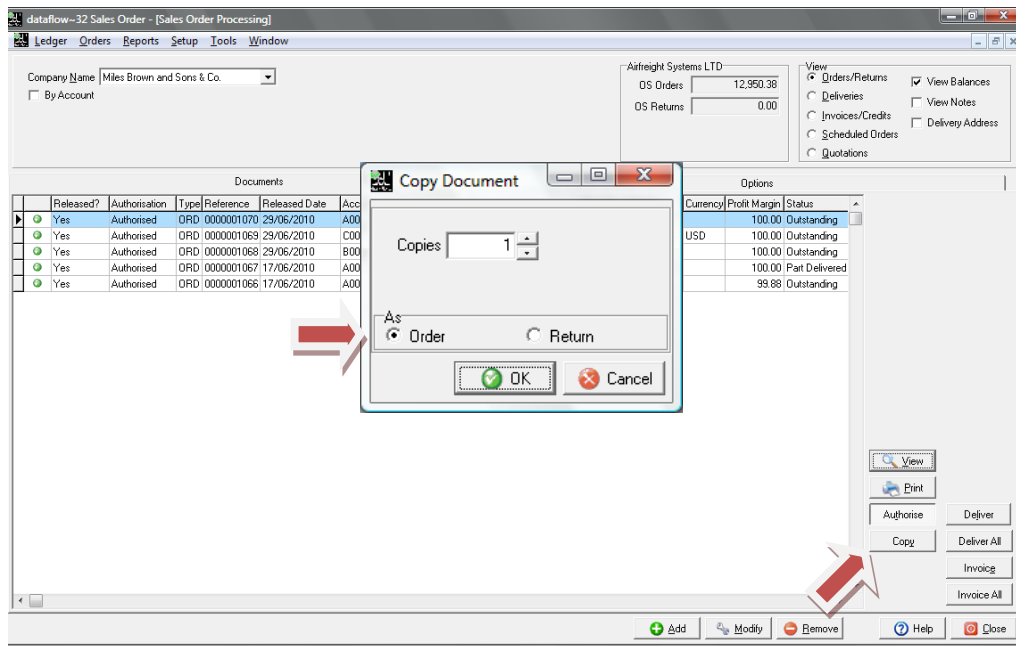 dataflow~32 Sales Order - [Sales Order Processing]
Ledger Orders Reports Setup Tools Window
Company Name Miles Brown and Sons & Co.
By Account
Airfreight Systems LTD
OS Orders 12,950.38
OS Returns 0.00
View
Orders/Returns
Deliveries
Invoices/Credits
Scheduled Orders
Quotations
View Balances
View Notes
Delivery Address
Documents Options
Released? Authorisation Type Reference Released Date Acc Currency Profit Margin Status
Yes Authorised ORD 0000001070 29/06/2010 A00 100.00 Outstanding
Yes Authorised ORD 0000001069 29/06/2010 C00 USD 100.00 Outstanding
Yes Authorised ORD 0000001068 29/06/2010 B00 100.00 Outstanding
Yes Authorised ORD 0000001067 17/06/2010 A00 100.00 Part Delivered
Yes Authorised ORD 0000001066 17/06/2010 A00 99.88 Outstanding
Copy Document
Copies 1
As
Order Return
OK Cancel
View
Print
Authorise Deliver
Copy Deliver All
Invoice
Invoice All
Add Modify Remove Help Close